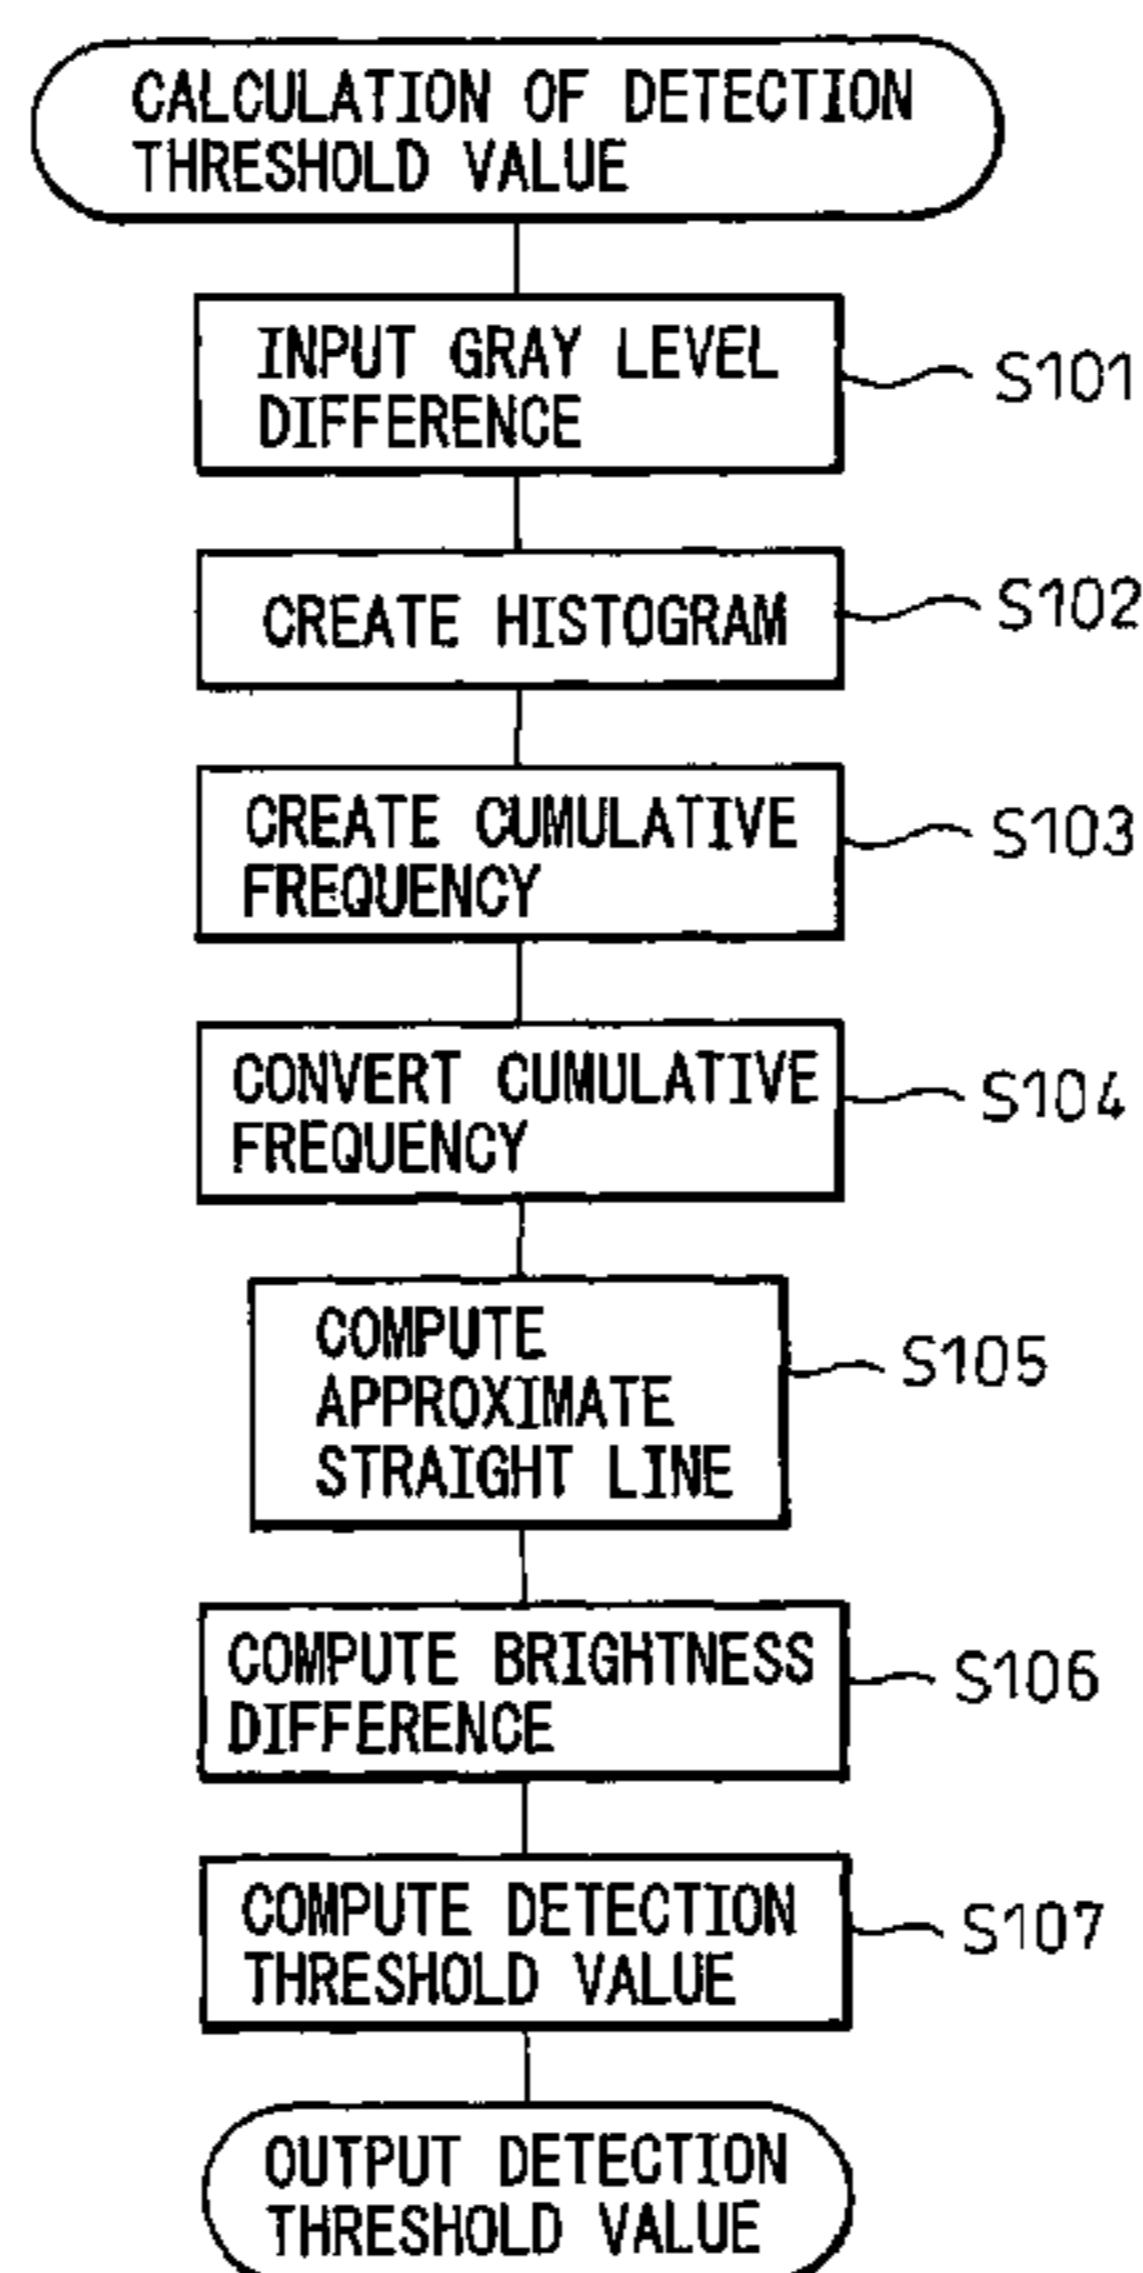 CALCULATION OF DETECTION
THRESHOLD VALUE
INPUT GRAY LEVEL
DIFFERENCE
S101
CREATE HISTOGRAM
S102
CREATE CUMULATIVE
FREQUENCY
S103
CONVERT CUMULATIVE
FREQUENCY
S104
COMPUTE
APPROXIMATE
STRAIGHT LINE
S105
COMPUTE BRIGHTNESS
DIFFERENCE
S106
COMPUTE DETECTION
THRESHOLD VALUE
S107
OUTPUT DETECTION
THRESHOLD VALUE